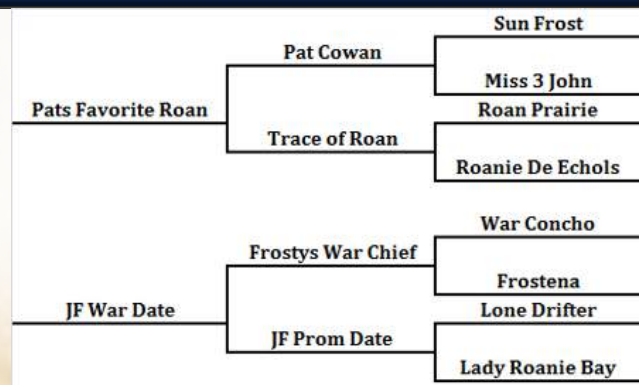 Sun Frost
Pat Cowan
Miss 3 John
Pats Favorite Roan
Roan Prairie
Trace of Roan
Roanie De Echols
War Concho
Frostys War Chief
Frostena
JF War Date
Lone Drifter
JF Prom Date
Lady Roanie Bay